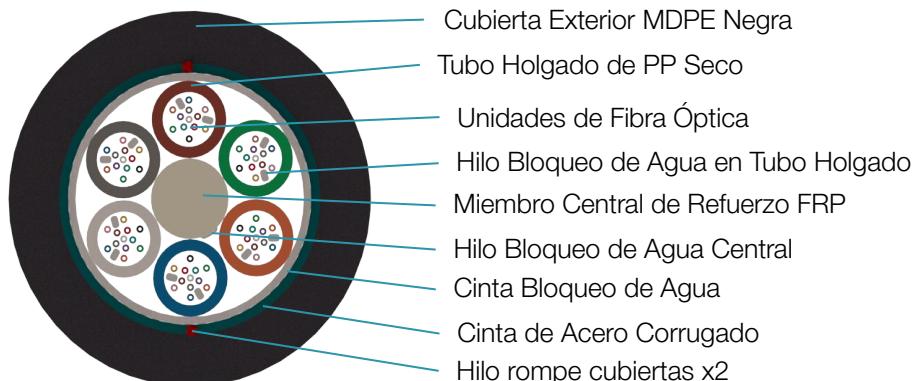 Cubierta Exterior MDPE Negra
Tubo Holgado de PP Seco
Unidades de Fibra Óptica
Hilo Bloqueo de Agua en Tubo Holgado
Miembro Central de Refuerzo FRP
Hilo Bloqueo de Agua Central
Cinta Bloqueo de Agua
Cinta de Acero Corrugado
Hilo rompe cubiertas x2